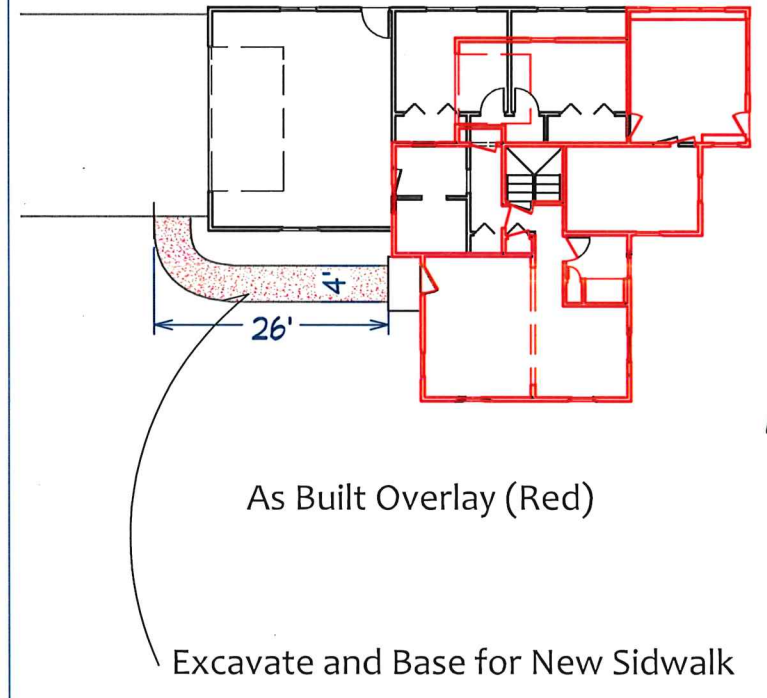 4'
26'
As Built Overlay (Red)
Excavate and Base for New Sidwalk